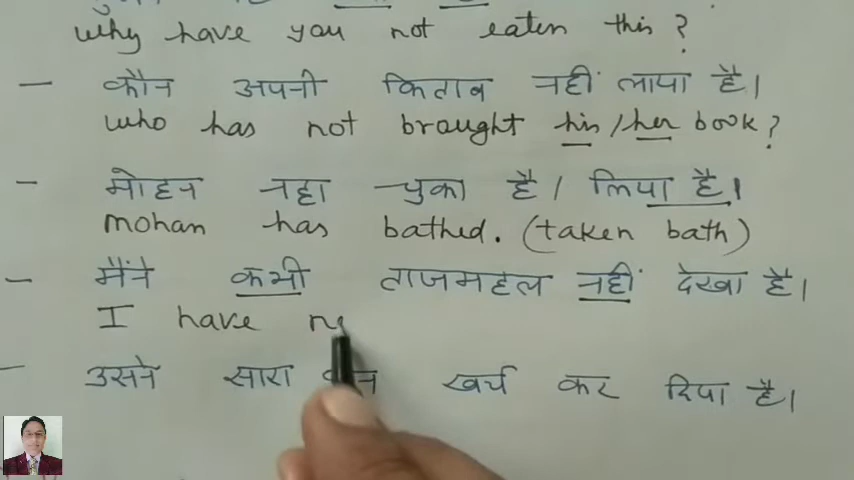 why have you not eaten this?
— कौन अपनी किताब नहीं लाया है।
who has not brought his/her book?
— मोहन नहा चुका है / लिया है।
mohan has bathed. (taken bath)
— मैंने कभी ताजमहल नहीं देखा है।
I have ne
— उसने सारा खर्च कर दिया है।